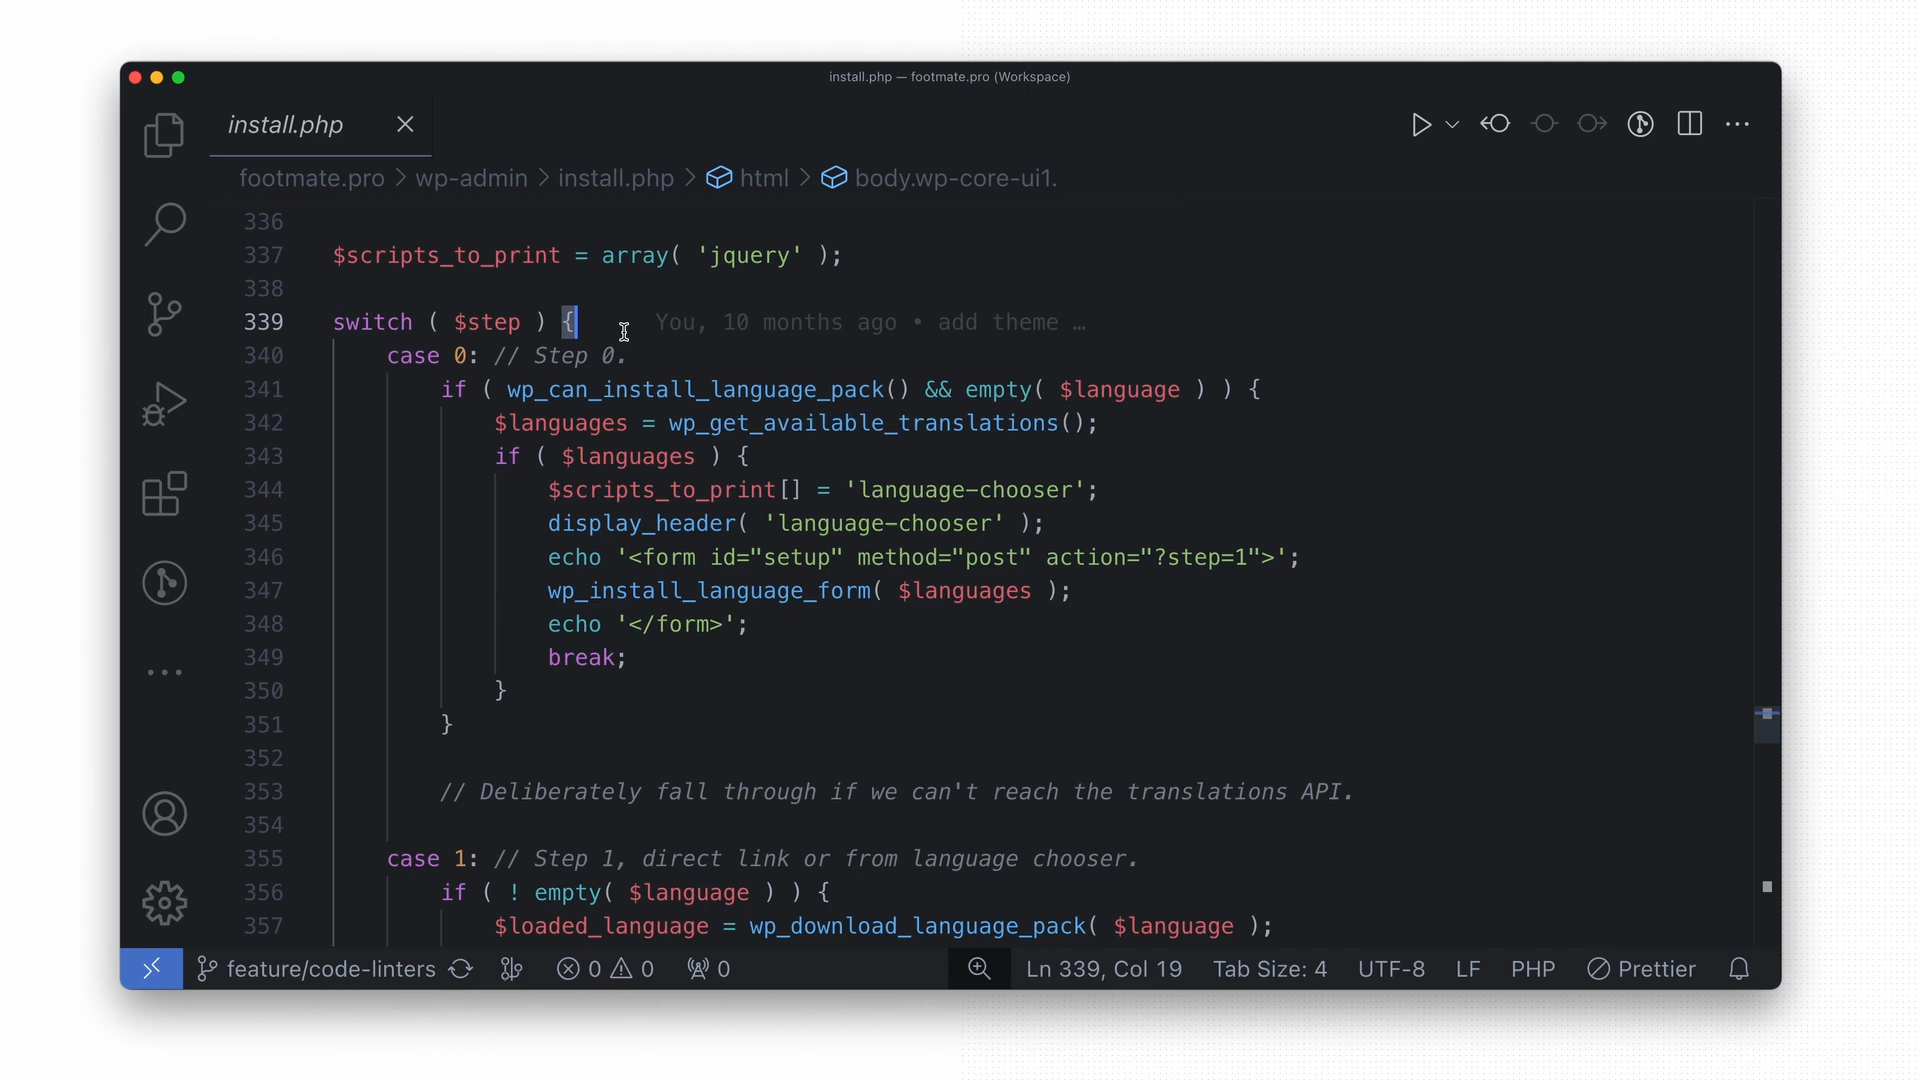 install.php — footmate.pro (Workspace)
install.php
footmate.pro > wp-admin > install.php > html > body.wp-core-ui1.
336
337 $scripts_to_print = array( 'jquery' );
338
339 switch ( $step ) { You, 10 months ago • add theme …
340 case 0: // Step 0.
341 if ( wp_can_install_language_pack() && empty( $language ) ) {
342 $languages = wp_get_available_translations();
343 if ( $languages ) {
344 $scripts_to_print[] = 'language-chooser';
345 display_header( 'language-chooser' );
346 echo '<form id="setup" method="post" action="?step=1">';
347 wp_install_language_form( $languages );
348 echo '</form>';
349 break;
350 }
351 }
352
353 // Deliberately fall through if we can't reach the translations API.
354
355 case 1: // Step 1, direct link or from language chooser.
356 if ( ! empty( $language ) ) {
357 $loaded_language = wp_download_language_pack( $language );
feature/code-linters 0 0 0 Ln 339, Col 19 Tab Size: 4 UTF-8 LF PHP Prettier